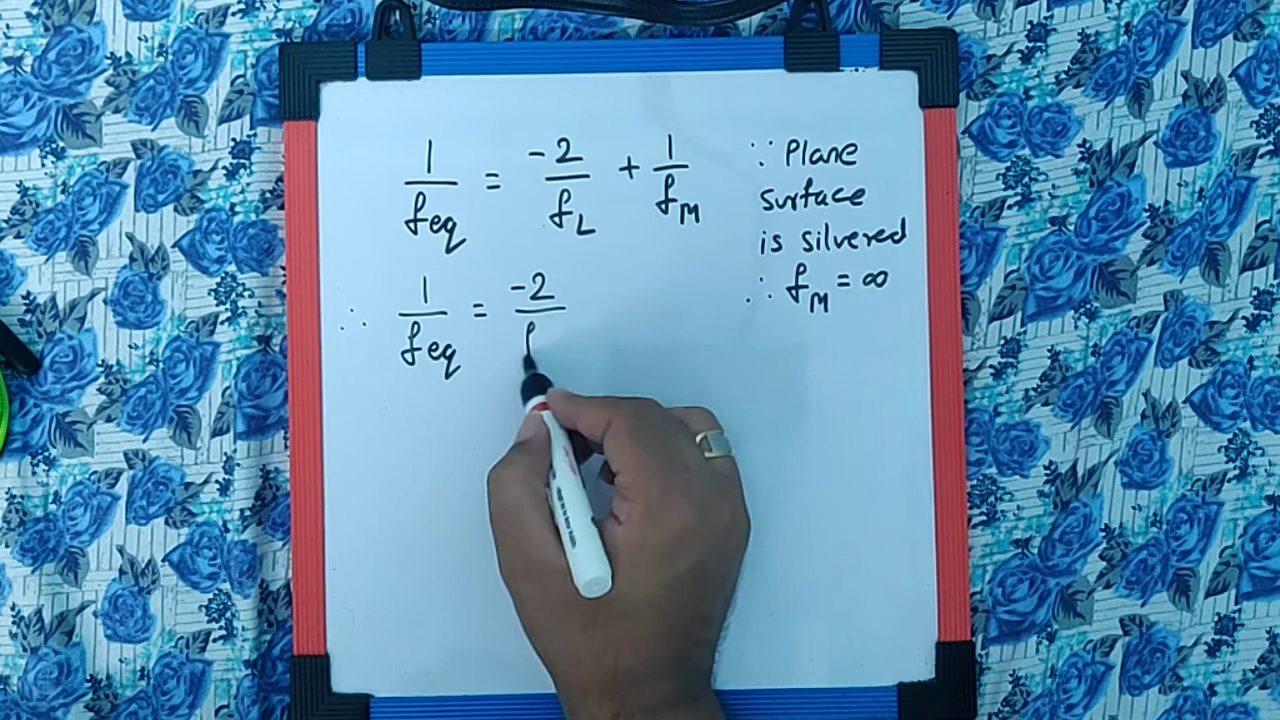 1/feq = -2/fL + 1/fM
∴ 1/feq = -2/f
∵ Plane
surface
is silvered
∴ fM = ∞